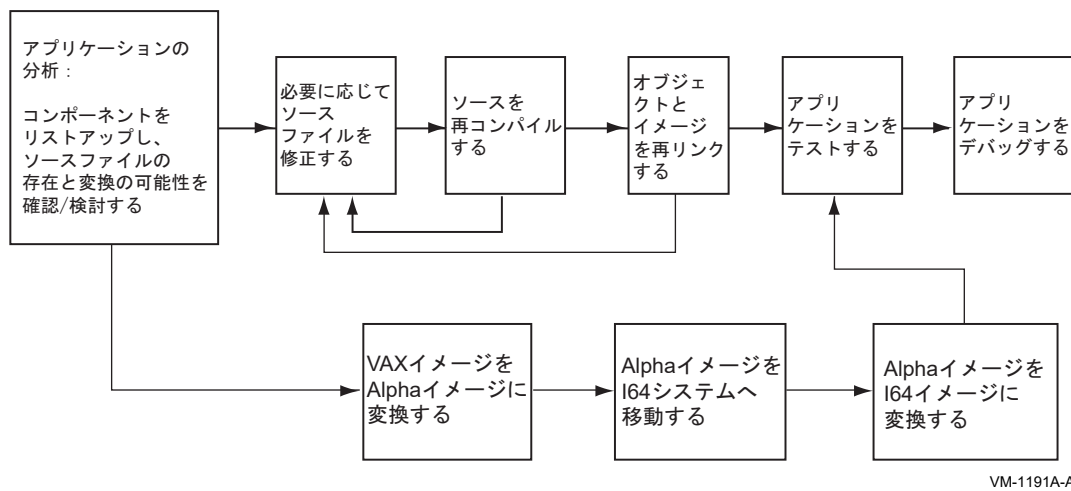 アプリケーションの
分析：
コンポーネントを
リストアップし、
ソースファイルの
存在と変換の可能性を
確認/検討する
必要に応じて
ソース
ファイルを
修正する
ソースを
再コンパイル
する
オブジェ
クトと
イメージ
を再リンク
する
アプリ
ケーションを
テストする
アプリ
ケーションを
デバッグする
VAXイメージを
Alphaイメージに
変換する
Alphaイメージを
I64システムへ
移動する
Alphaイメージを
I64イメージに
変換する
VM-1191A-AI